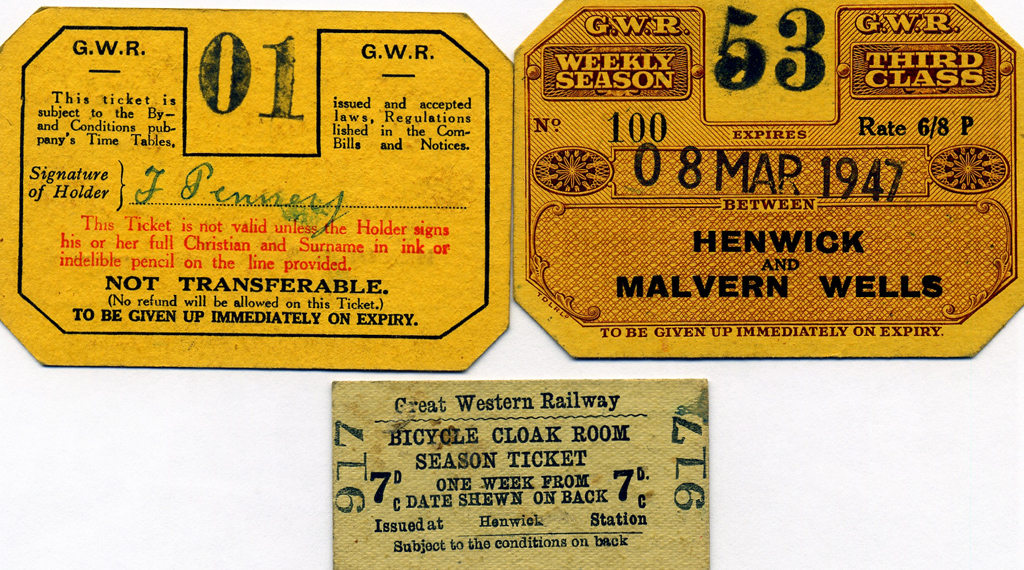 G.W.R.
01
G.W.R.
This ticket is issued and accepted
subject to the By-laws, Regulations
and Conditions published in the Com-
pany's Time Tables, Bills and Notices.
Signature
of Holder
This Ticket is not valid unless the Holder signs
his or her full Christian and Surname in ink or
indelible pencil on the line provided.
NOT TRANSFERABLE.
(No refund will be allowed on this Ticket.)
TO BE GIVEN UP IMMEDIATELY ON EXPIRY.
G.W.R.
53
G.W.R.
WEEKLY
SEASON
THIRD
CLASS
No. 100
Rate 6/8 P
EXPIRES
08 MAR 1947
BETWEEN
HENWICK
AND
MALVERN WELLS
TO BE GIVEN UP IMMEDIATELY ON EXPIRY.
Great Western Railway
BICYCLE CLOAK ROOM
SEASON TICKET
7D. C ONE WEEK FROM 7D. C
DATE SHEWN ON BACK
Issued at Henwick Station
Subject to the conditions on back
917
917